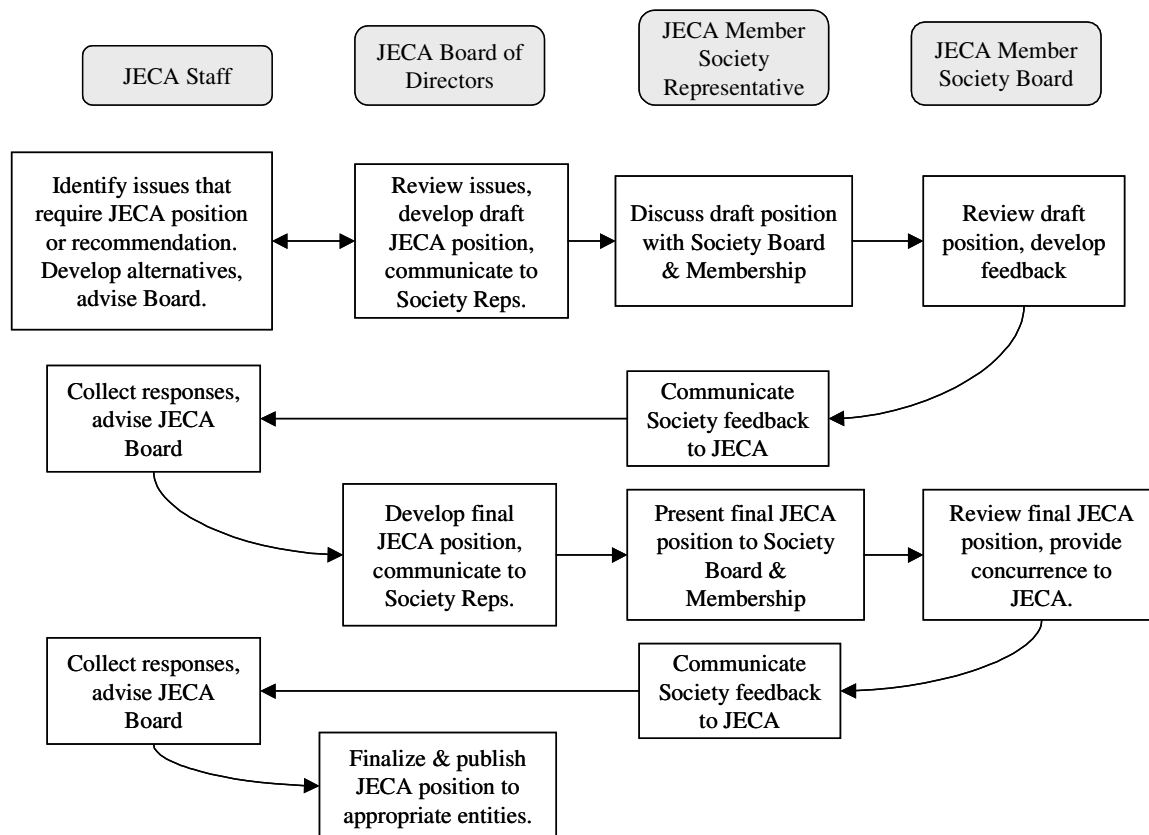 JECA Staff
JECA Board of
Directors
JECA Member
Society
Representative
JECA Member
Society Board
Identify issues that
require JECA position
or recommendation.
Develop alternatives,
advise Board.
Review issues,
develop draft
JECA position,
communicate to
Society Reps.
Discuss draft position
with Society Board
& Membership
Review draft
position, develop
feedback
Collect responses,
advise JECA
Board
Communicate
Society feedback
to JECA
Develop final
JECA position,
communicate to
Society Reps.
Present final JECA
position to Society
Board &
Membership
Review final JECA
position, provide
concurrence to
JECA.
Collect responses,
advise JECA
Board
Communicate
Society feedback
to JECA
Finalize & publish
JECA position to
appropriate entities.